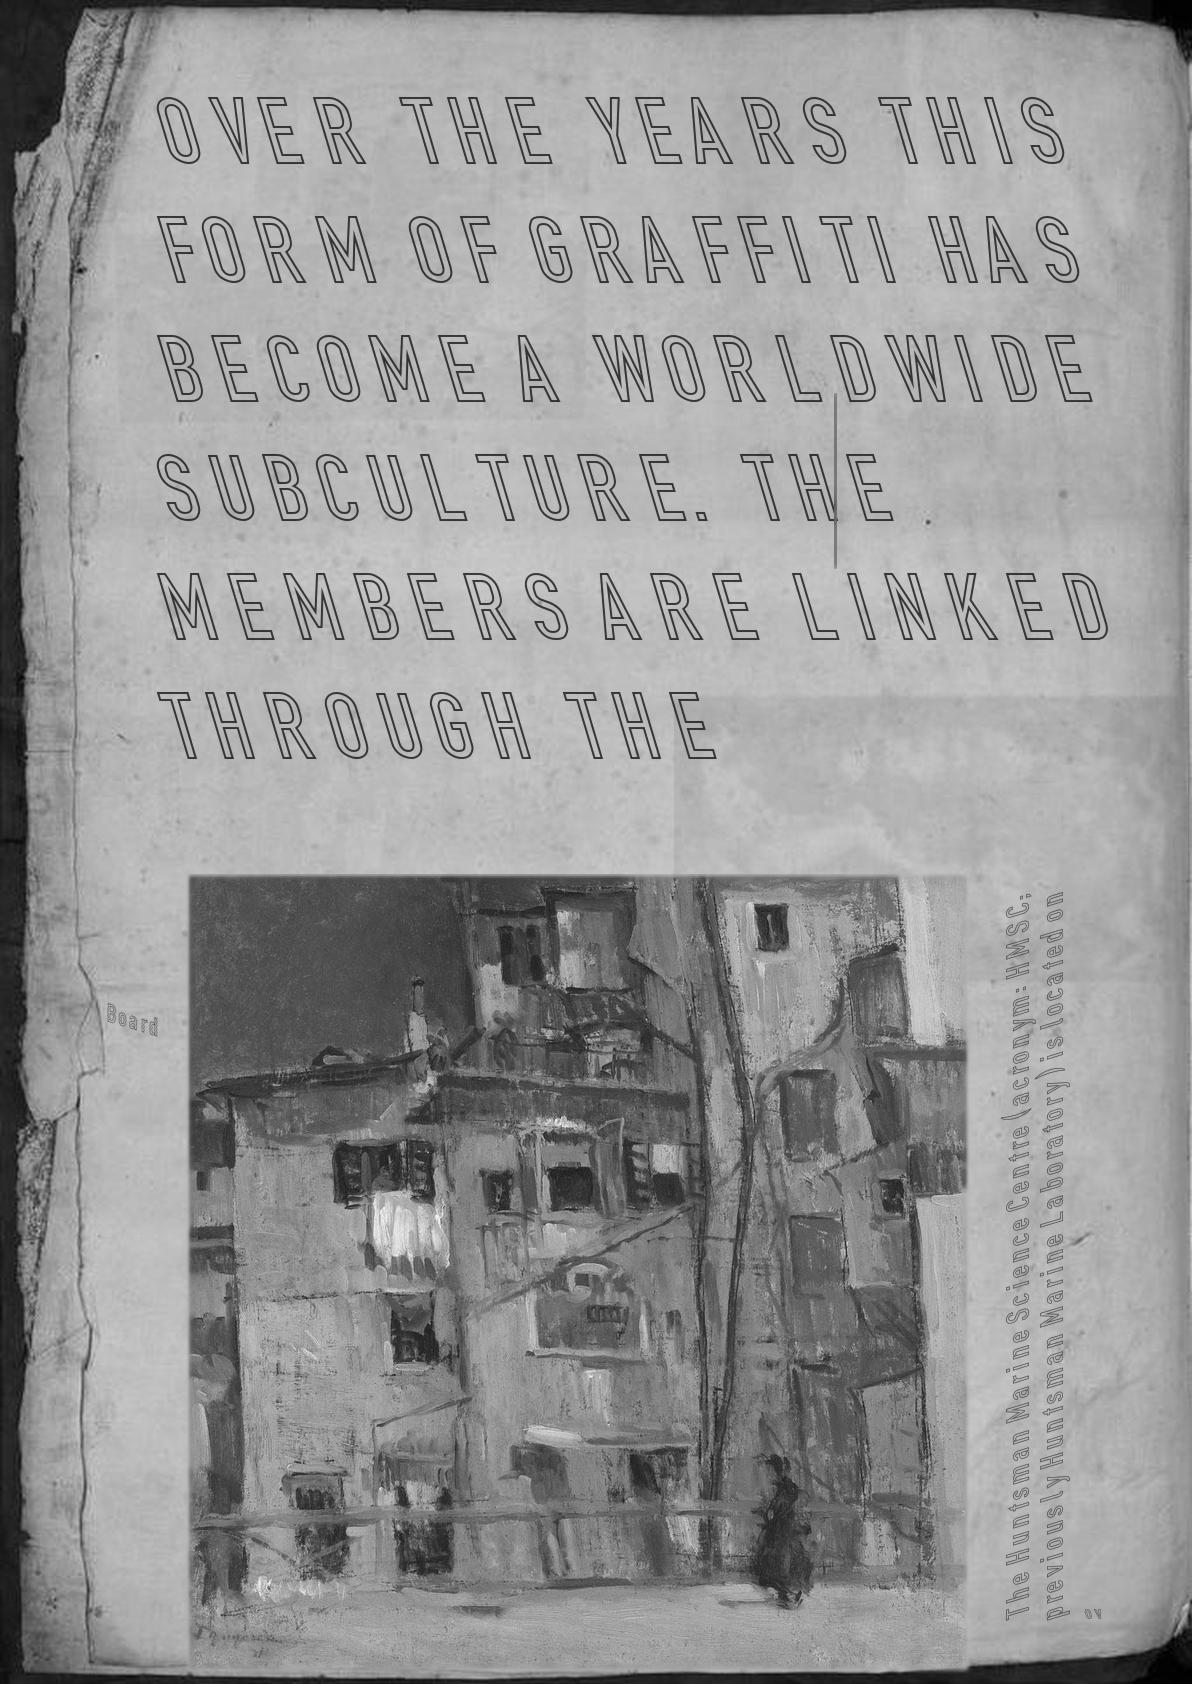 OVER THE YEARS THIS
FORM OF GRAFFITI HAS
BECOME A WORLDWIDE
SUBCULTURE. THE
MEMBERS ARE LINKED
THROUGH THE
Board
The Huntsman Marine Science Centre (acronym: HMSC;
previously Huntsman Marine Laboratory) is located on